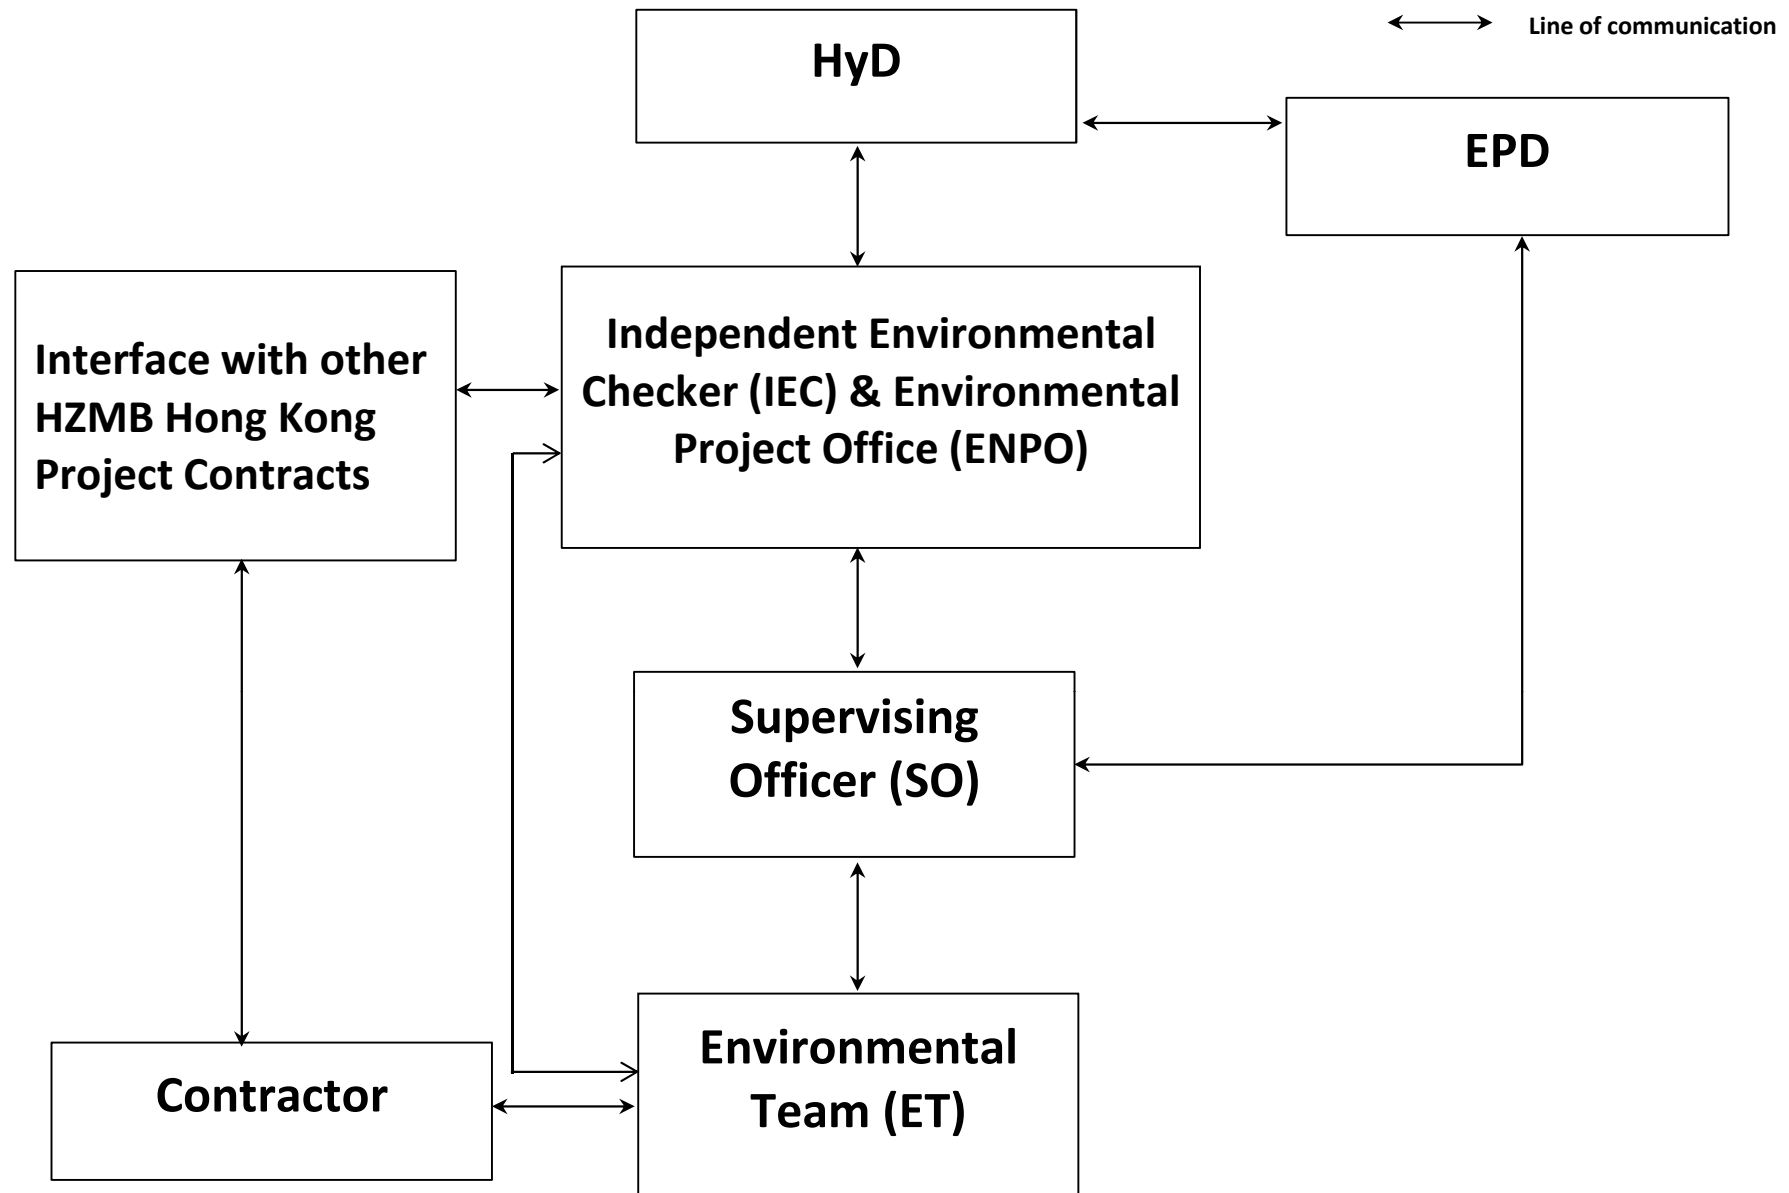 Line of communication
HyD
EPD
Independent Environmental
Checker (IEC) & Environmental
Project Office (ENPO)
Interface with other
HZMB Hong Kong
Project Contracts
Supervising
Officer (SO)
Environmental
Team (ET)
Contractor